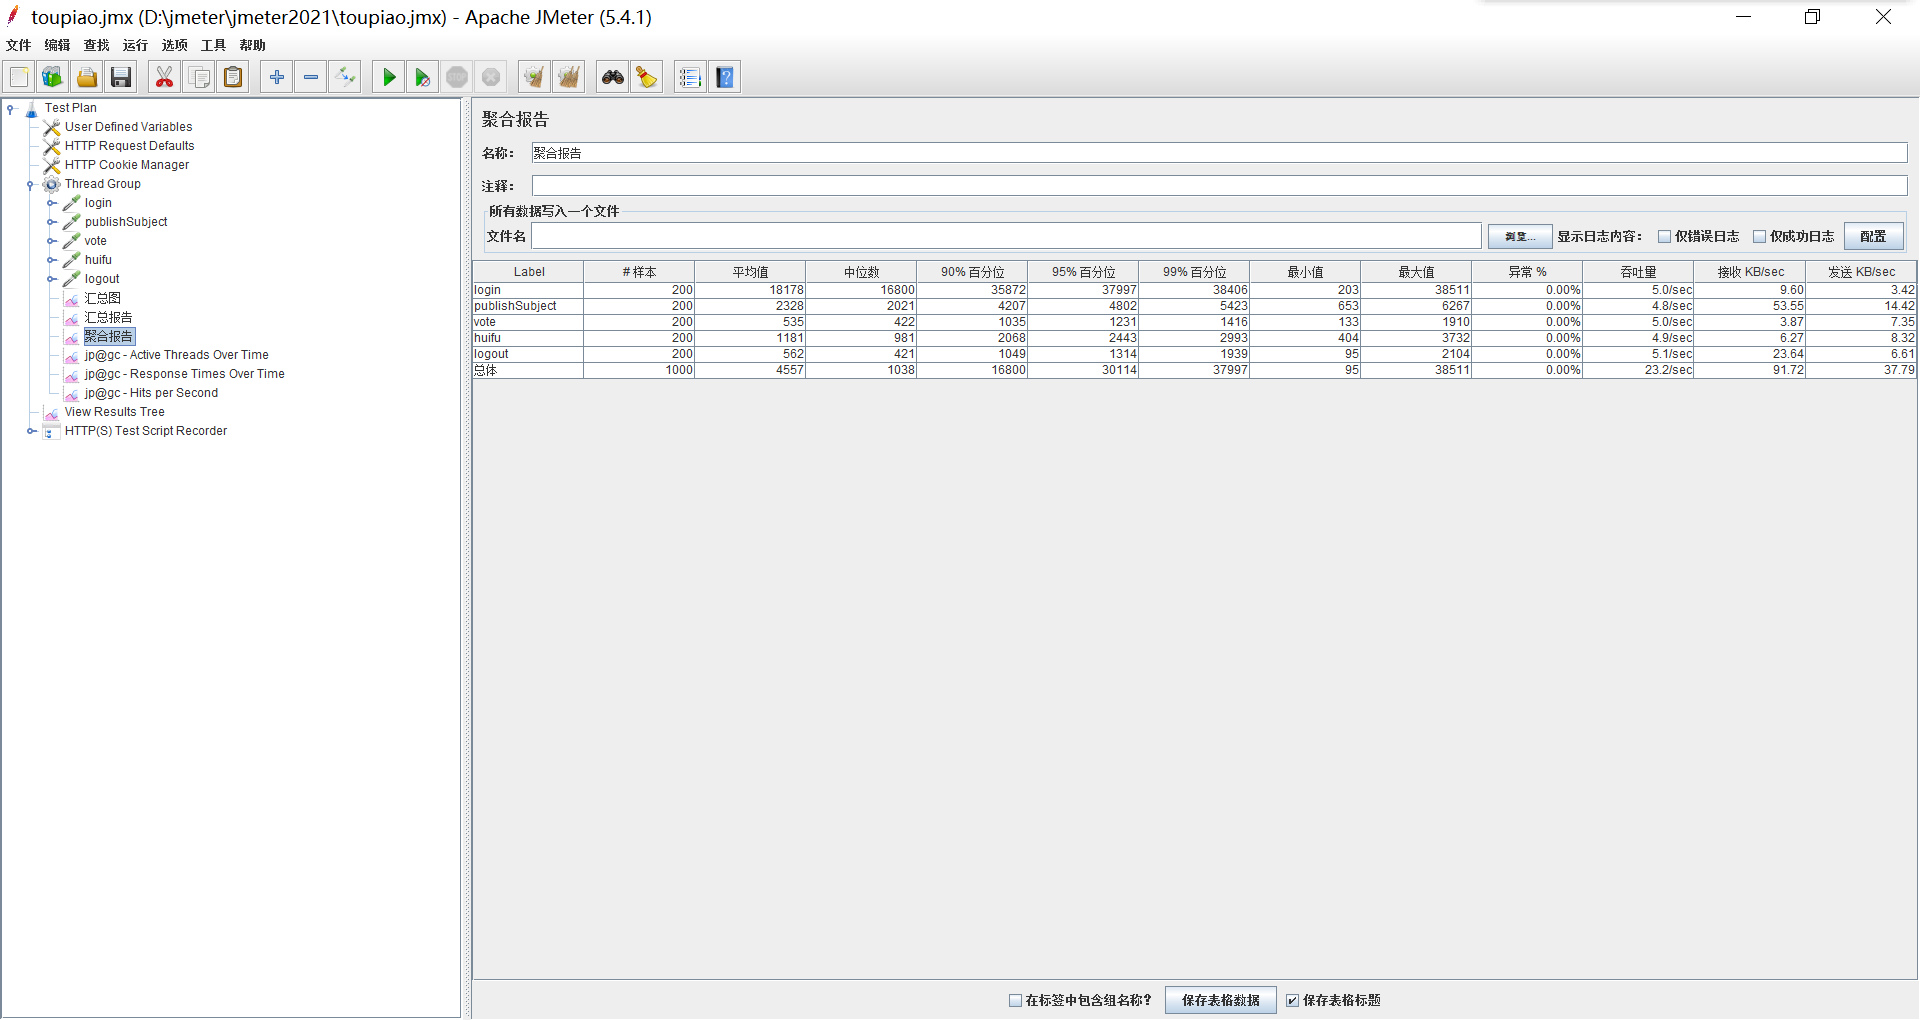 toupiao.jmx (D:\jmeter\jmeter2021\toupiao.jmx) - Apache JMeter (5.4.1)
文件 编辑 查找 运行 选项 工具 帮助
Test Plan
User Defined Variables
HTTP Request Defaults
HTTP Cookie Manager
Thread Group
login
publishSubject
vote
huifu
logout
汇总图
汇总报告
聚合报告
jp@gc - Active Threads Over Time
jp@gc - Response Times Over Time
jp@gc - Hits per Second
View Results Tree
HTTP(S) Test Script Recorder
聚合报告
名称： 聚合报告
注释：
所有数据写入一个文件
文件名 浏览... 显示日志内容： 仅错误日志 仅成功日志 配置
Label # 样本 平均值 中位数 90% 百分位 95% 百分位 99% 百分位 最小值 最大值 异常 % 吞吐量 接收 KB/sec 发送 KB/sec
login 200 18178 16800 35872 37997 38406 203 38511 0.00% 5.0/sec 9.60 3.42
publishSubject 200 2328 2021 4207 4802 5423 653 6267 0.00% 4.8/sec 53.55 14.42
vote 200 535 422 1035 1231 1416 133 1910 0.00% 5.0/sec 3.87 7.35
huifu 200 1181 981 2068 2443 2993 404 3732 0.00% 4.9/sec 6.27 8.32
logout 200 562 421 1049 1314 1939 95 2104 0.00% 5.1/sec 23.64 6.61
总体 1000 4557 1038 16800 30114 37997 95 38511 0.00% 23.2/sec 91.72 37.79
在标签中包含组名称？ 保存表格数据 保存表格标题